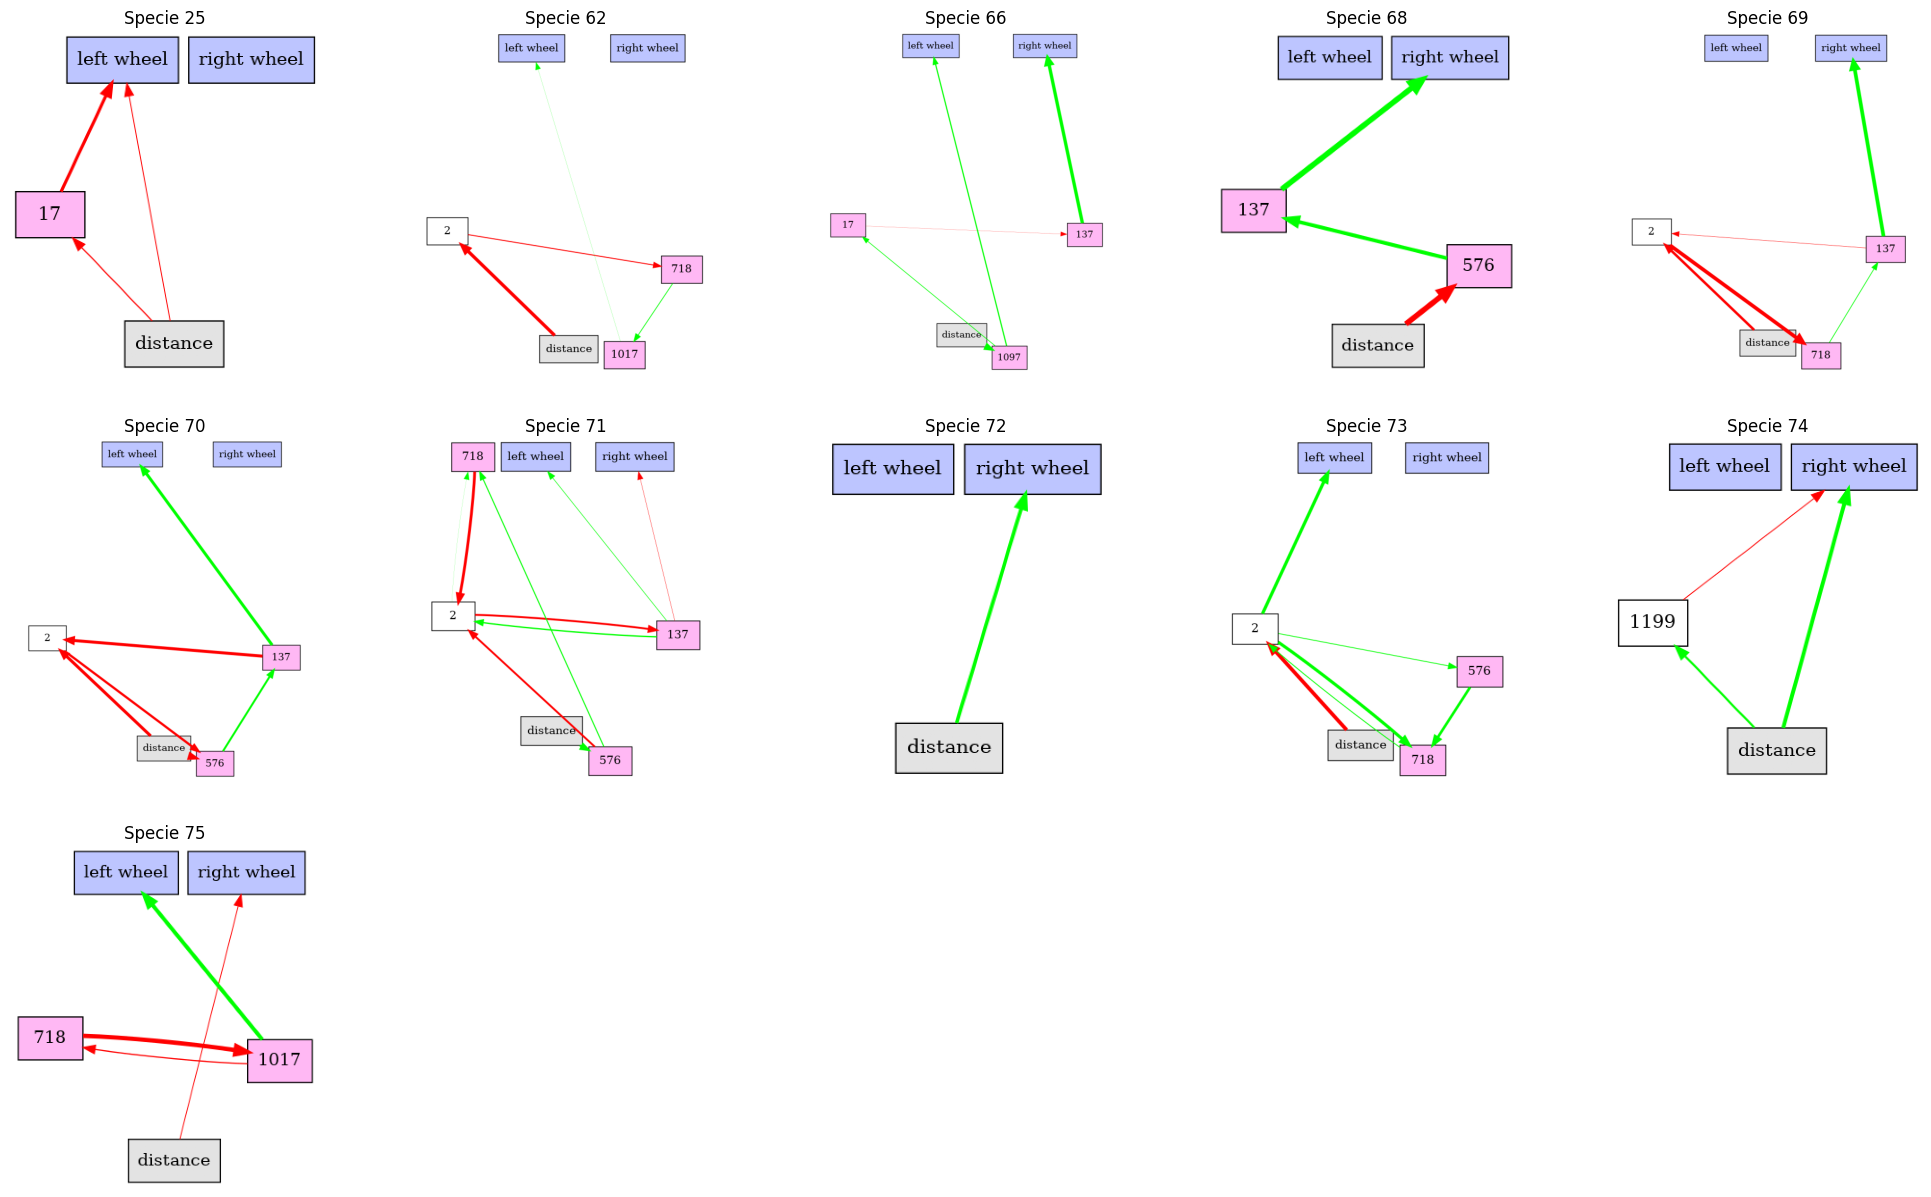 Specie 25
left wheel
right wheel
17
distance
Specie 62
left wheel
right wheel
2
718
distance
1017
Specie 66
left wheel
right wheel
17
137
distance
1097
Specie 68
left wheel
right wheel
137
576
distance
Specie 69
left wheel
right wheel
2
137
distance
718
Specie 70
left wheel
right wheel
2
137
distance
576
Specie 71
718
left wheel
right wheel
2
137
distance
576
Specie 72
left wheel
right wheel
distance
Specie 73
left wheel
right wheel
2
576
distance
718
Specie 74
left wheel
right wheel
1199
distance
Specie 75
left wheel
right wheel
718
1017
distance